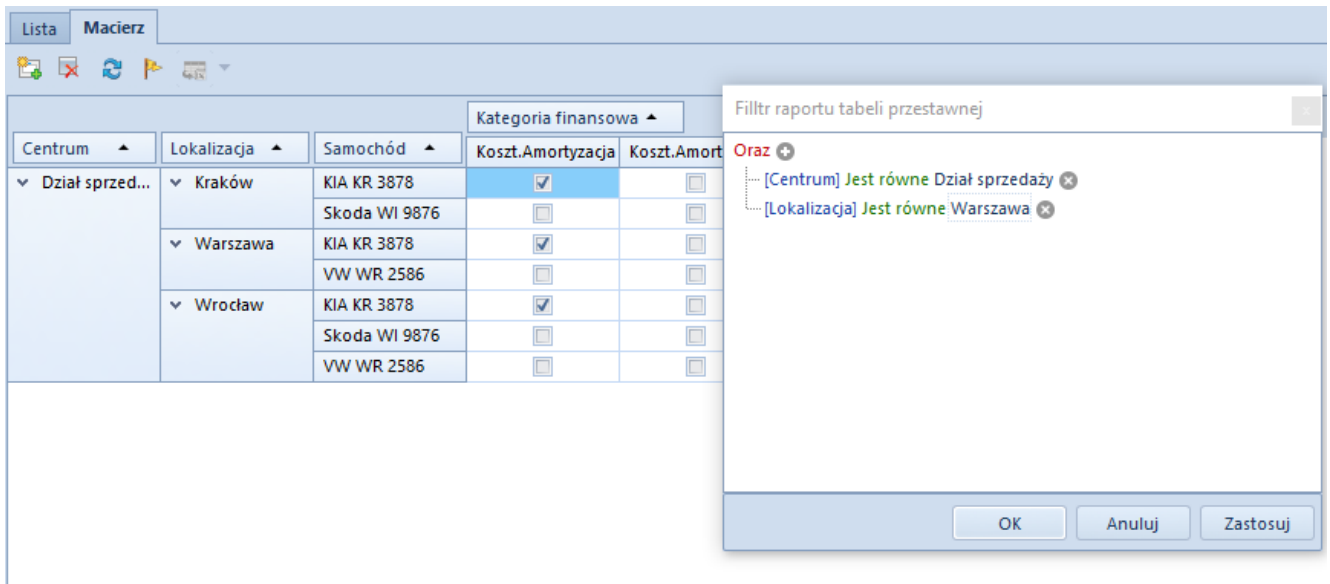 Lista Macierz
Filltr raportu tabeli przestawnej
Kategoria finansowa
Centrum Lokalizacja Samochód Koszt.Amortyzacja Koszt.Amort
Oraz
Dział sprzed... Kraków KIA KR 3878
[Centrum] Jest równe Dział sprzedaży
Skoda WI 9876
[Lokalizacja] Jest równe Warszawa
Warszawa KIA KR 3878
VW WR 2586
Wrocław KIA KR 3878
Skoda WI 9876
VW WR 2586
OK Anuluj Zastosuj